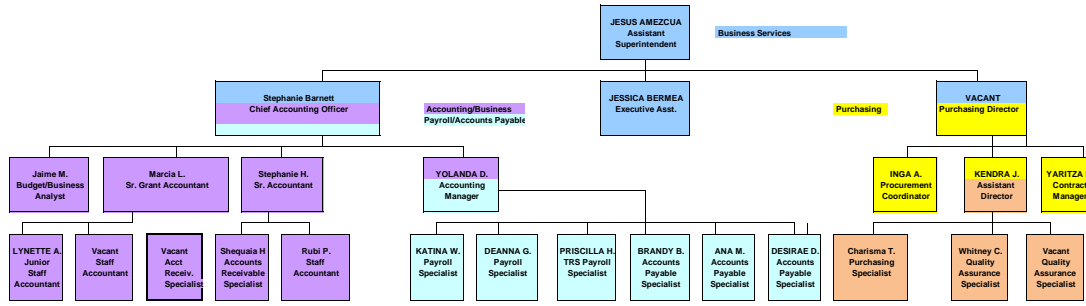 JESUS AMEZCUA
Assistant
Superintendent
Business Services
Stephanie Barnett
Chief Accounting Officer
Accounting/Business
Payroll/Accounts Payable
JESSICA BERMEA
Executive Asst.
Purchasing
VACANT
Purchasing Director
Jaime M.
Budget/Business
Analyst
Marcia L.
Sr. Grant Accountant
Stephanie H.
Sr. Accountant
YOLANDA D.
Accounting
Manager
INGA A.
Procurement
Coordinator
KENDRA J.
Assistant
Director
YARITZA
Contract
Manager
LYNETTE A.
Junior
Staff
Accountant
Vacant
Staff
Accountant
Vacant
Acct
Receiv.
Specialist
Shequaia H
Accounts
Receivable
Specialist
Rubi P.
Staff
Accountant
KATINA W.
Payroll
Specialist
DEANNA G.
Payroll
Specialist
PRISCILLA H.
TRS Payroll
Specialist
BRANDY B.
Accounts
Payable
Specialist
ANA M.
Accounts
Payable
Specialist
DESIRAE D.
Accounts
Payable
Specialist
Charisma T.
Purchasing
Specialist
Whitney C.
Quality
Assurance
Specialist
Vacant
Quality
Assurance
Specialist